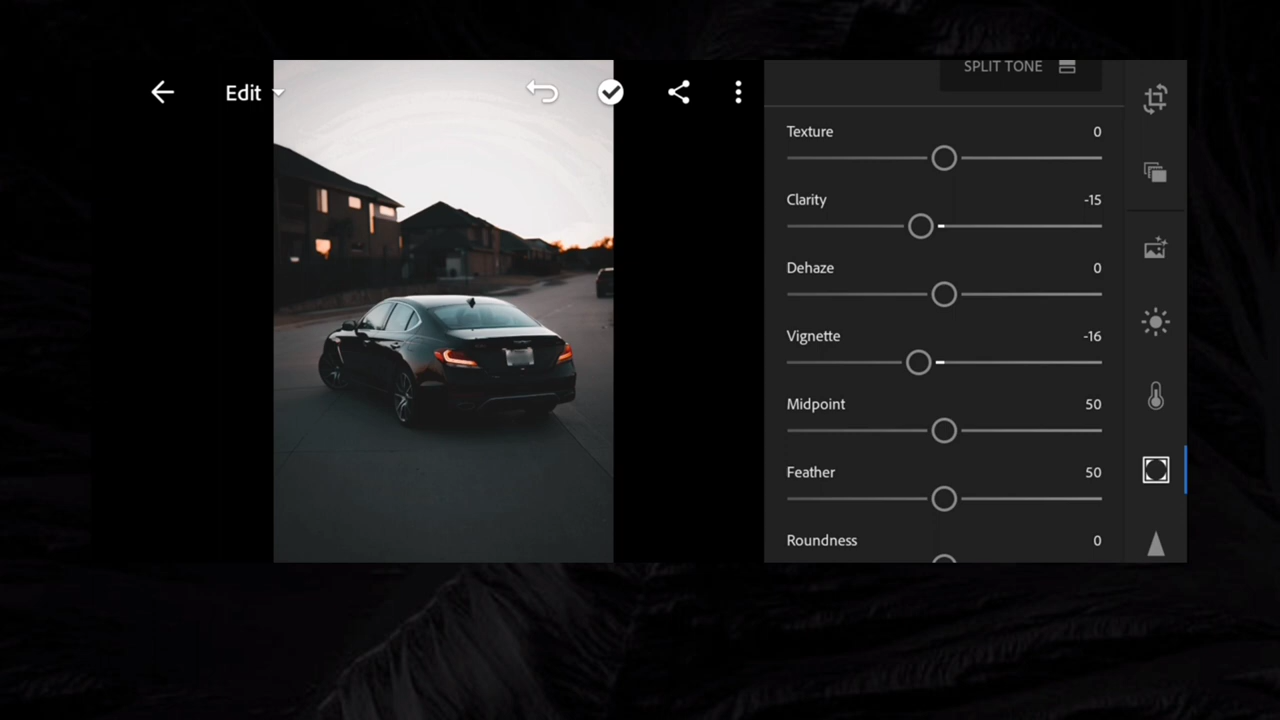 Edit
SPLIT TONE
Texture 0
Clarity -15
Dehaze 0
Vignette -16
Midpoint 50
Feather 50
Roundness 0